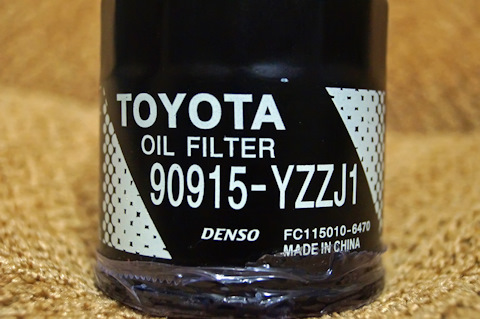 TOYOTA
OIL FILTER
90915-YZZJ1
DENSO
FC115010-6470
MADE IN CHINA